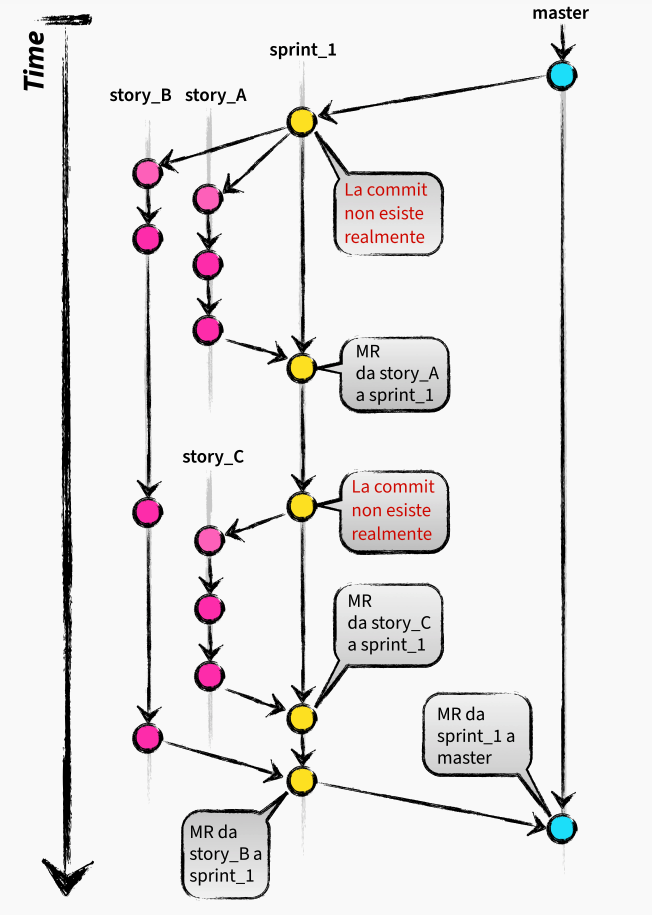 master
Time
sprint_1
story_B
story_A
La commit
non esiste
realmente
MR
da story_A
a sprint_1
story_C
La commit
non esiste
realmente
MR
da story_C
a sprint_1
MR da
sprint_1 a
master
MR da
story_B a
sprint_1